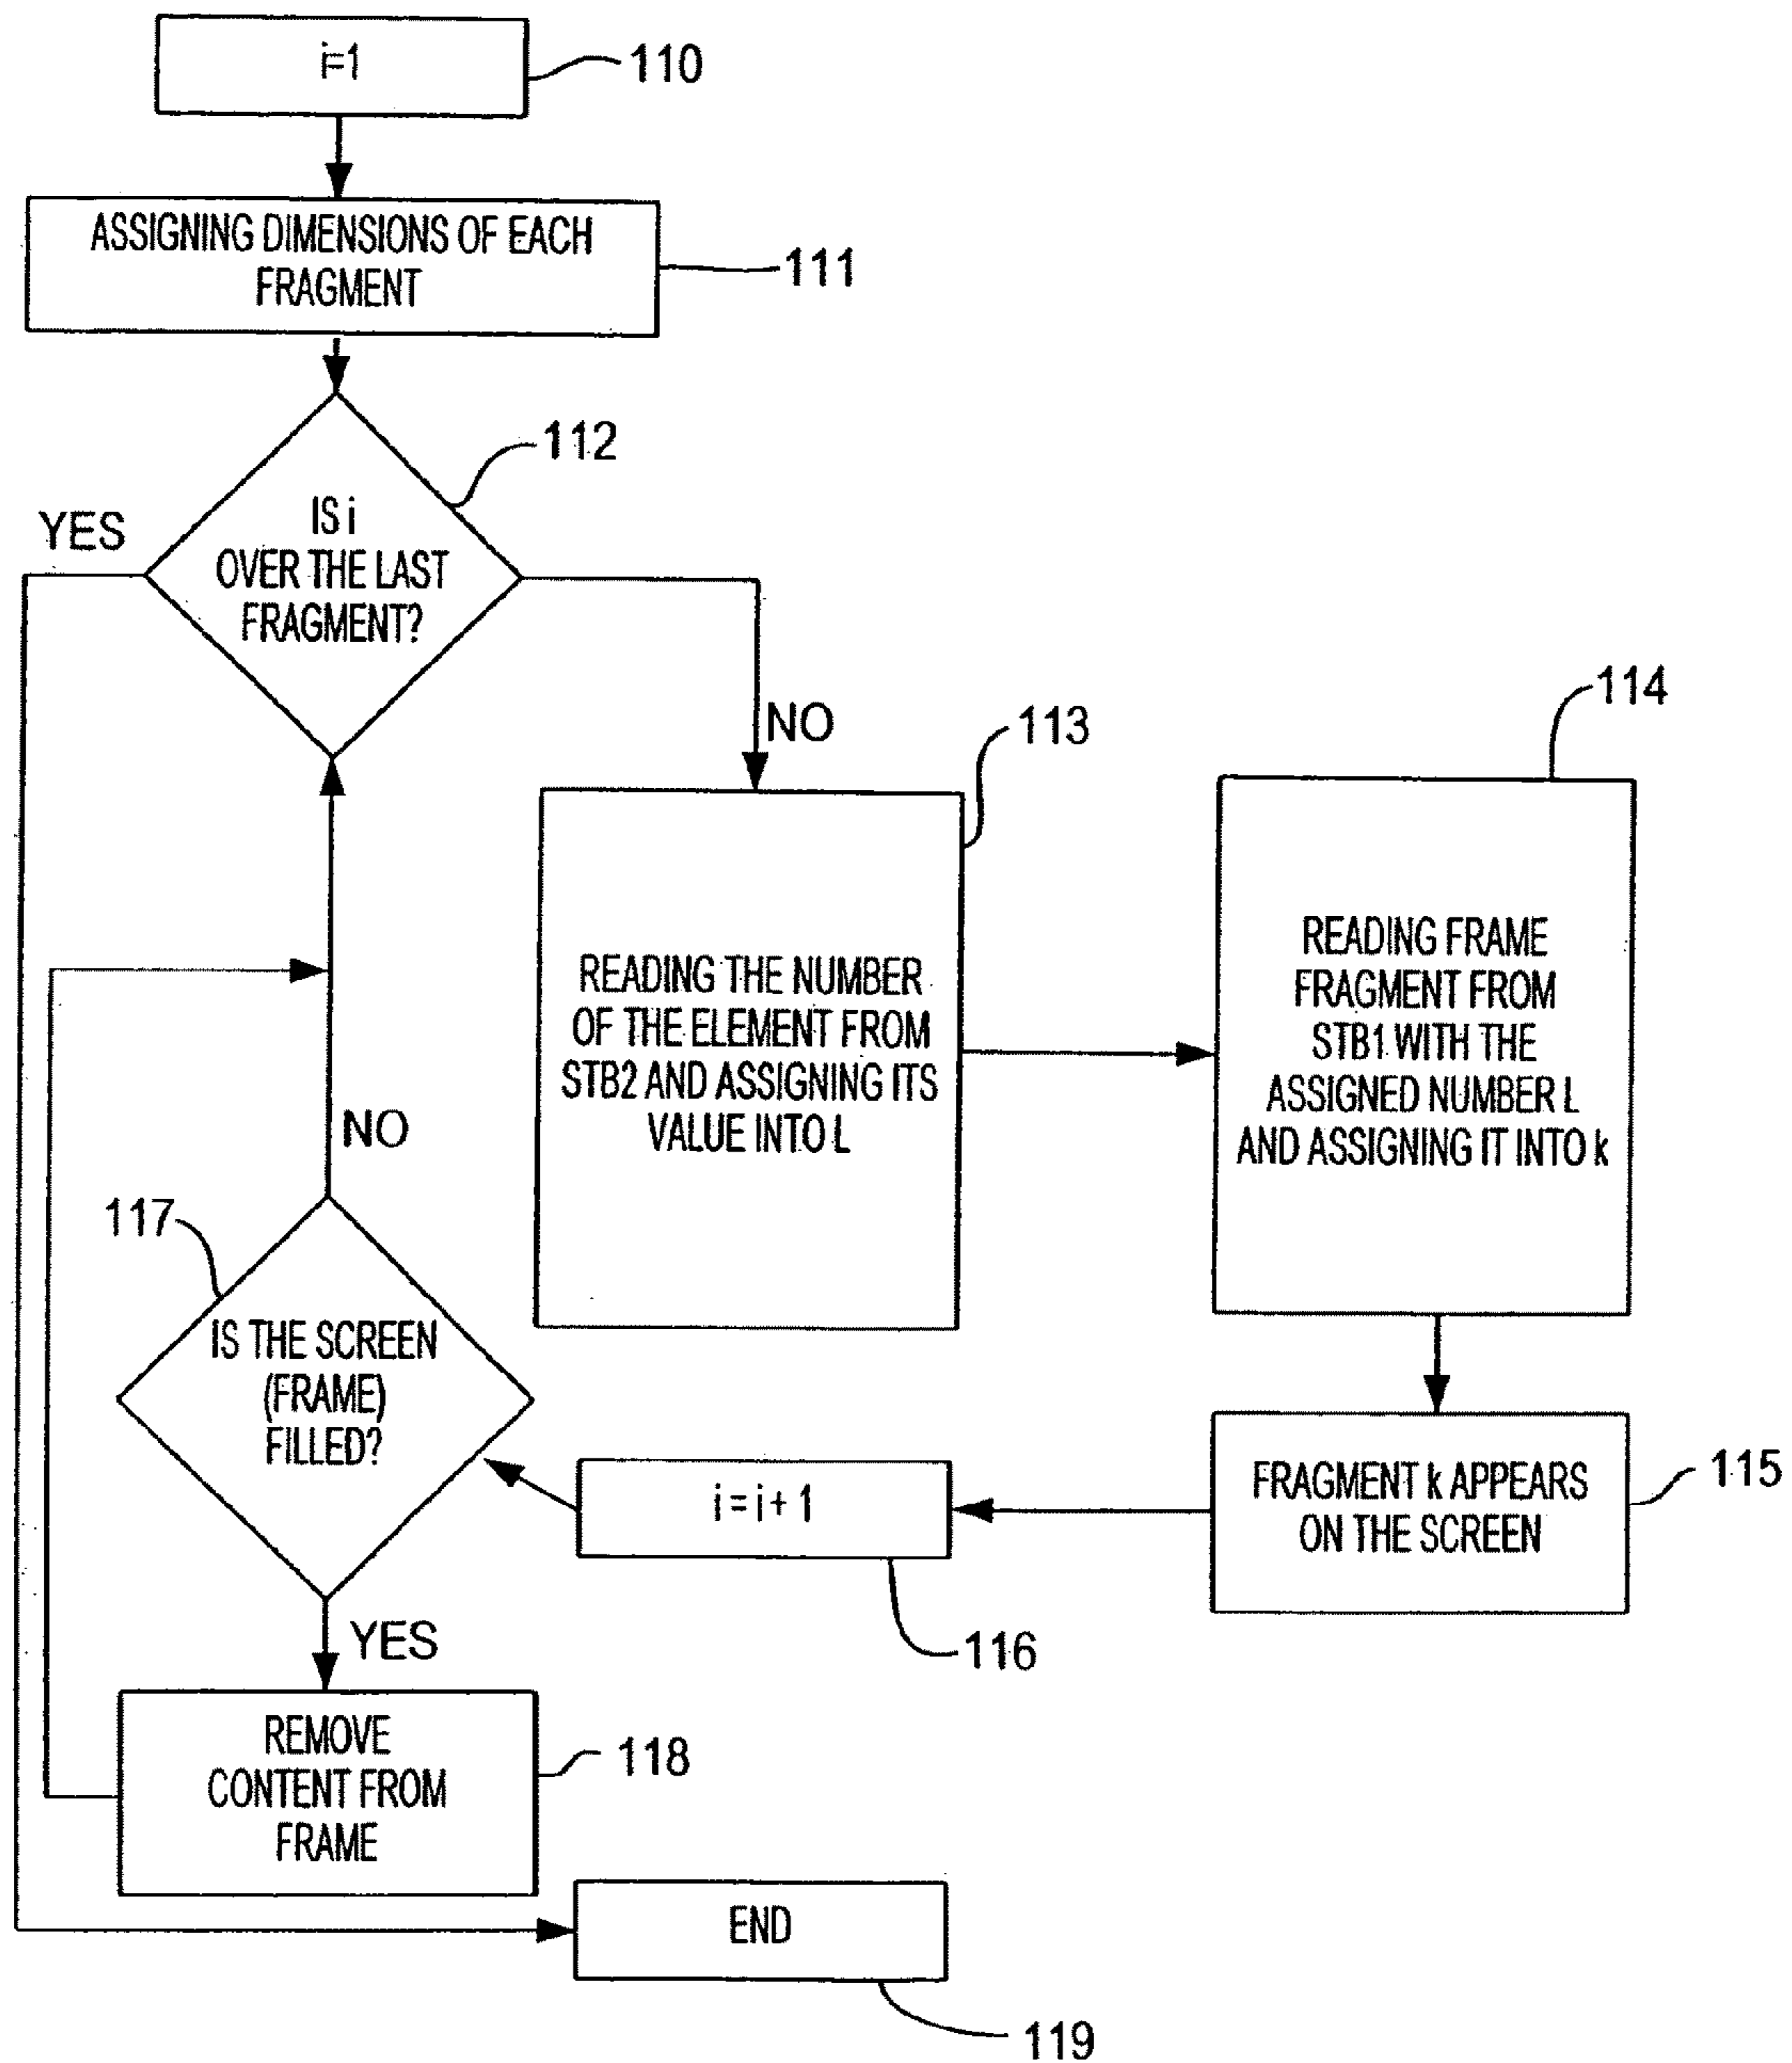 i=1
110
ASSIGNING DIMENSIONS OF EACH
FRAGMENT
111
112
IS i
OVER THE LAST
FRAGMENT?
YES
NO
113
114
READING THE NUMBER
OF THE ELEMENT FROM
STB2 AND ASSIGNING ITS
VALUE INTO L
READING FRAME
FRAGMENT FROM
STB1 WITH THE
ASSIGNED NUMBER L
AND ASSIGNING IT INTO k
NO
117
IS THE SCREEN
(FRAME)
FILLED?
i = i + 1
116
FRAGMENT k APPEARS
ON THE SCREEN
115
YES
REMOVE
CONTENT FROM
FRAME
118
END
119